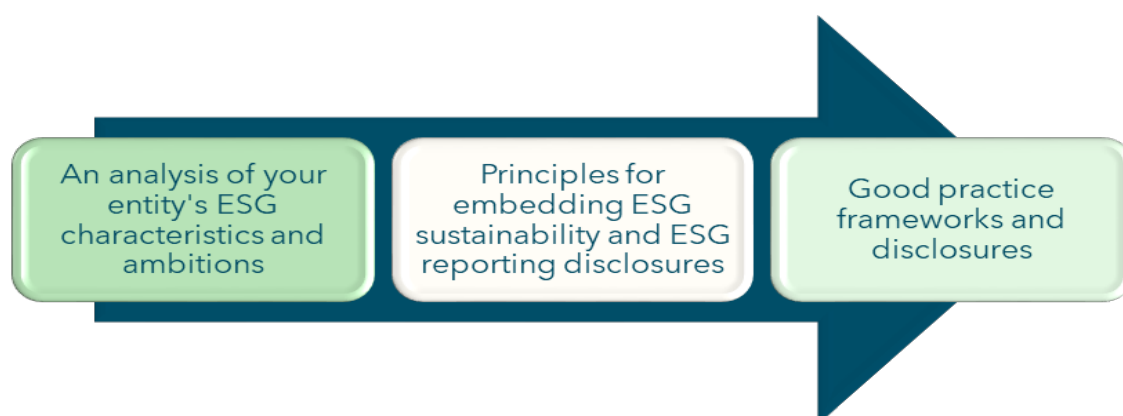 An analysis of your
entity's ESG
characteristics and
ambitions
Principles for
embedding ESG
sustainability and ESG
reporting disclosures
Good practice
frameworks and
disclosures